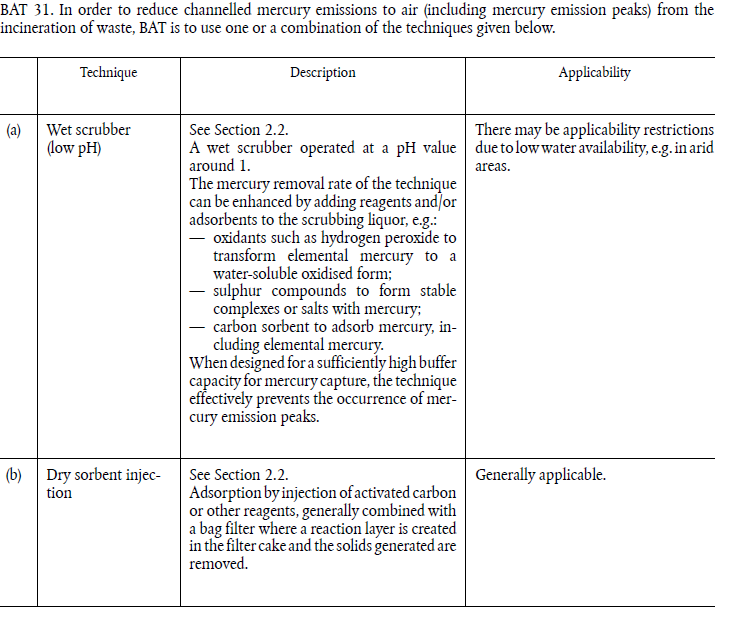 BAT 31. In order to reduce channelled mercury emissions to air (including mercury emission peaks) from the
incineration of waste, BAT is to use one or a combination of the techniques given below.
Technique
Description
Applicability
(a)
Wet scrubber
(low pH)
See Section 2.2.
A wet scrubber operated at a pH value
around 1.
The mercury removal rate of the technique
can be enhanced by adding reagents and/or
adsorbents to the scrubbing liquor, e.g.:
— oxidants such as hydrogen peroxide to
transform elemental mercury to a
water-soluble oxidised form;
— sulphur compounds to form stable
complexes or salts with mercury;
— carbon sorbent to adsorb mercury, in-
cluding elemental mercury.
When designed for a sufficiently high buffer
capacity for mercury capture, the technique
effectively prevents the occurrence of mer-
cury emission peaks.
There may be applicability restrictions
due to low water availability, e.g. in arid
areas.
(b)
Dry sorbent injec-
tion
See Section 2.2.
Adsorption by injection of activated carbon
or other reagents, generally combined with
a bag filter where a reaction layer is created
in the filter cake and the solids generated are
removed.
Generally applicable.